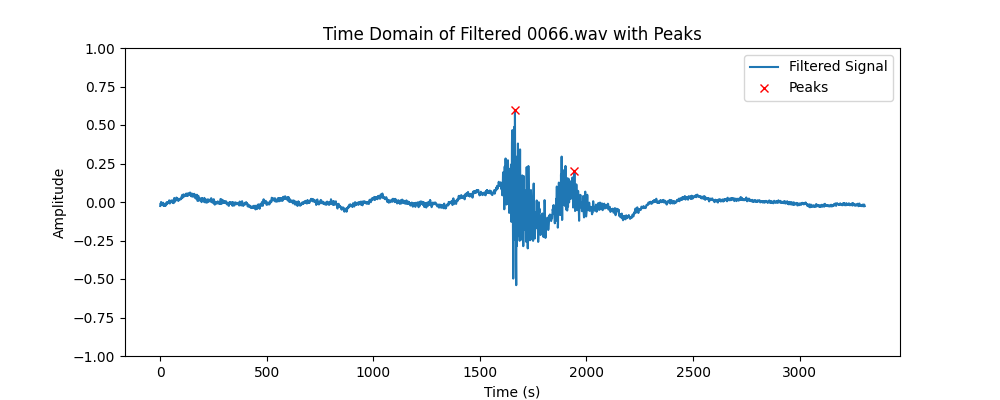 Time Domain of Filtered 0066.wav with Peaks
1.00
0.75
0.50
0.25
0.00
−0.25
−0.50
−0.75
−1.00
Amplitude
Filtered Signal
Peaks
0 500 1000 1500 2000 2500 3000
Time (s)